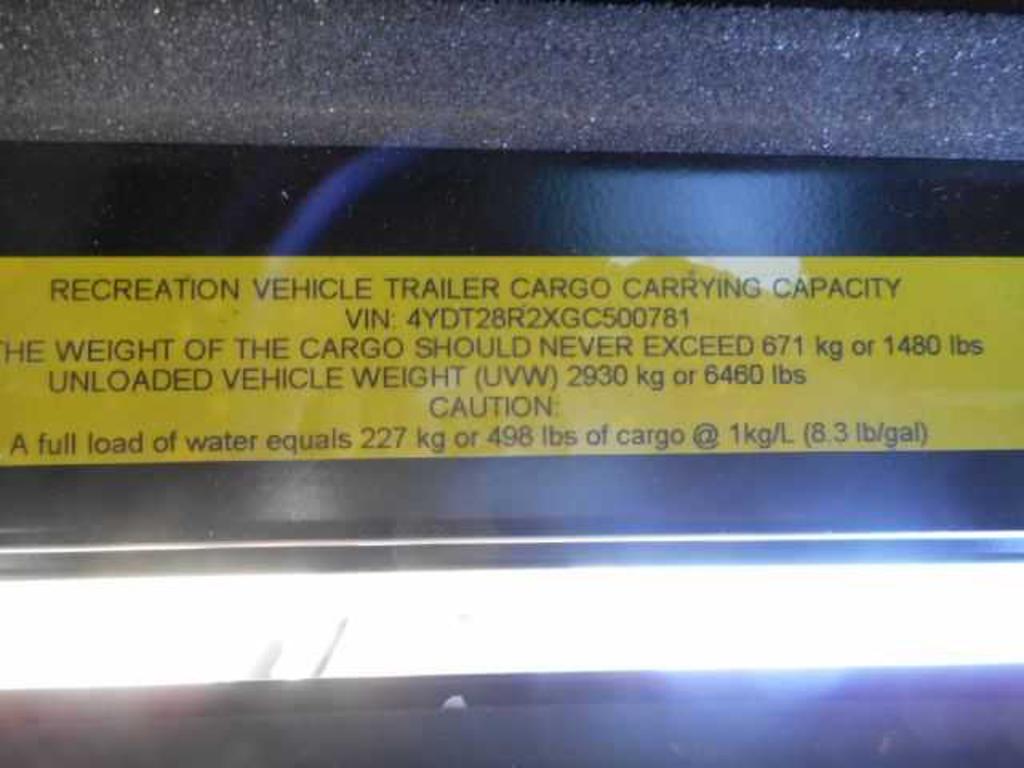 RECREATION VEHICLE TRAILER CARGO CARRYING CAPACITY
VIN: 4YDT28R2XGC500781
THE WEIGHT OF THE CARGO SHOULD NEVER EXCEED 671 kg or 1480 lbs
UNLOADED VEHICLE WEIGHT (UVW) 2930 kg or 6460 lbs
CAUTION:
A full load of water equals 227 kg or 498 lbs of cargo @ 1kg/L (8.3 lb/gal)